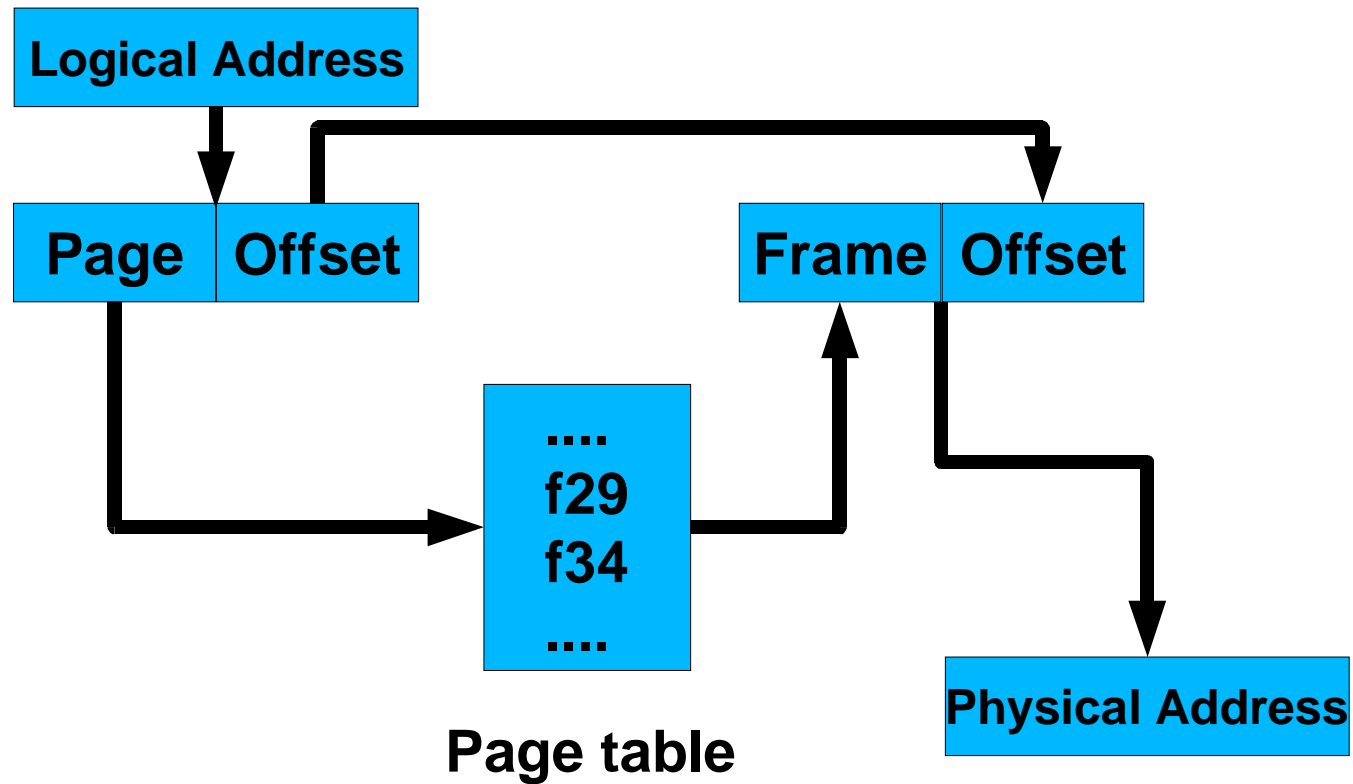 Logical Address
Page Offset
Frame Offset
....
f29
f34
....
Page table
Physical Address